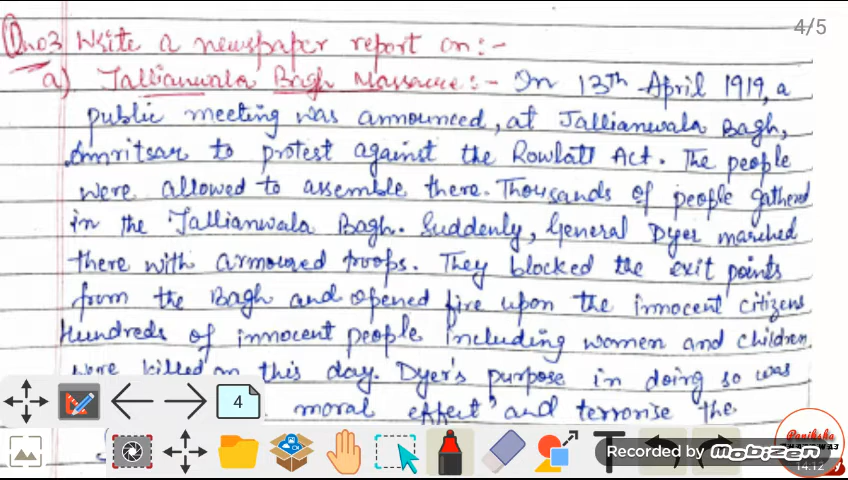 4/5
Q.no3 Write a newspaper report on:-
a) Jallianwala Bagh Massacre:- In 13th April 1919, a
public meeting was announced, at Jallianwala Bagh,
Amritsar to protest against the Rowlatt Act. The people
were allowed to assemble there. Thousands of people gathered
in the Jallianwala Bagh. Suddenly, General Dyer marched
there with armoured troops. They blocked the exit points
from the Bagh and opened fire upon the innocent citizens
Hundreds of innocent people including women and children
were killed on this day. Dyer's purpose in doing so was
moral effect' and terrorise the
4
T
Recorded by mobizen
Paniksha
14:12